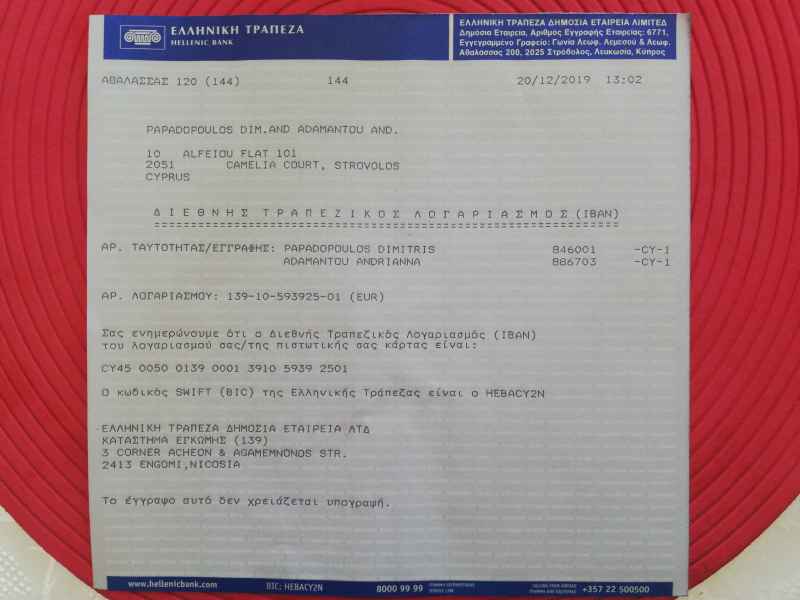 ΕΛΛΗΝΙΚΗ ΤΡΑΠΕΖΑ
HELLENIC BANK
ΕΛΛΗΝΙΚΗ ΤΡΑΠΕΖΑ ΔΗΜΟΣΙΑ ΕΤΑΙΡΕΙΑ ΛΙΜΙΤΕΔ
Δημόσια Εταιρεία, Αριθμός Εγγραφής Εταιρείας: 6771,
Εγγεγραμμένο Γραφείο: Γωνία Λεωφ. Λεμεσού & Λεωφ.
Αθαλάσσας 200, 2025 Στρόβολος, Λευκωσία, Κύπρος
ΑΘΑΛΑΣΣΑΣ 120 (144) 144 20/12/2019 13:02
PAPADOPOULOS DIM.AND ADAMANTOU AND.
10 ALFEIOU FLAT 101
2051 CAMELIA COURT, STROVOLOS
CYPRUS
Δ Ι Ε Θ Ν Η Σ Τ Ρ Α Π Ε Ζ Ι Κ Ο Σ Λ Ο Γ Α Ρ Ι Α Σ Μ Ο Σ (IBAN)
ΑΡ. ΤΑΥΤΟΤΗΤΑΣ/ΕΓΓΡΑΦΗΣ: PAPADOPOULOS DIMITRIS 846001 -CY-1
ADAMANTOU ANDRIANNA 886703 -CY-1
ΑΡ. ΛΟΓΑΡΙΑΣΜΟΥ: 139-10-593925-01 (EUR)
Σας ενημερώνουμε ότι ο Διεθνής Τραπεζικός Λογαριασμός (IBAN)
του λογαριασμού σας/της πιστωτικής σας κάρτας είναι:
CY45 0050 0139 0001 3910 5939 2501
Ο κωδικός SWIFT (BIC) της Ελληνικής Τράπεζας είναι ο HEBACY2N
ΕΛΛΗΝΙΚΗ ΤΡΑΠΕΖΑ ΔΗΜΟΣΙΑ ΕΤΑΙΡΕΙΑ ΛΤΔ
ΚΑΤΑΣΤΗΜΑ ΕΓΚΩΜΗΣ (139)
3 CORNER ACHEON & AGAMEMNONOS STR.
2413 ENGOMI,NICOSIA
Το έγγραφο αυτό δεν χρειάζεται υπογραφή.
www.hellenicbank.com BIC: HEBACY2N 8000 99 99 +357 22 500500